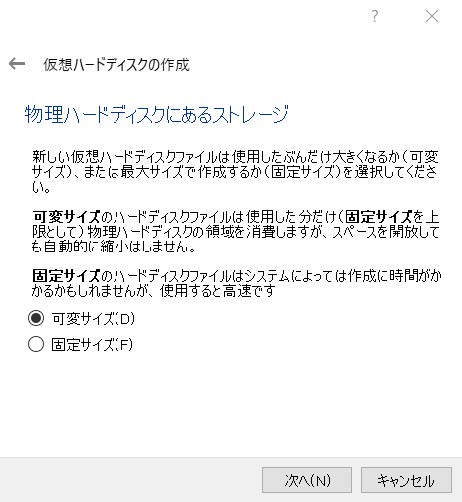 ?
仮想ハードディスクの作成
物理ハードディスクにあるストレージ
新しい仮想ハードディスクファイルは使用したぶんだけ大きくなるか(可変
サイズ)、または最大サイズで作成するか(固定サイズ)を選択してくださ
い。
可変サイズのハードディスクファイルは使用した分だけ(固定サイズを上
限として)物理ハードディスクの領域を消費しますが、スペースを開放して
も自動的に縮小はしません。
固定サイズのハードディスクファイルはシステムによっては作成に時間がか
かるかもしれませんが、使用すると高速です
可変サイズ(D)
固定サイズ(F)
次へ(N) キャンセル